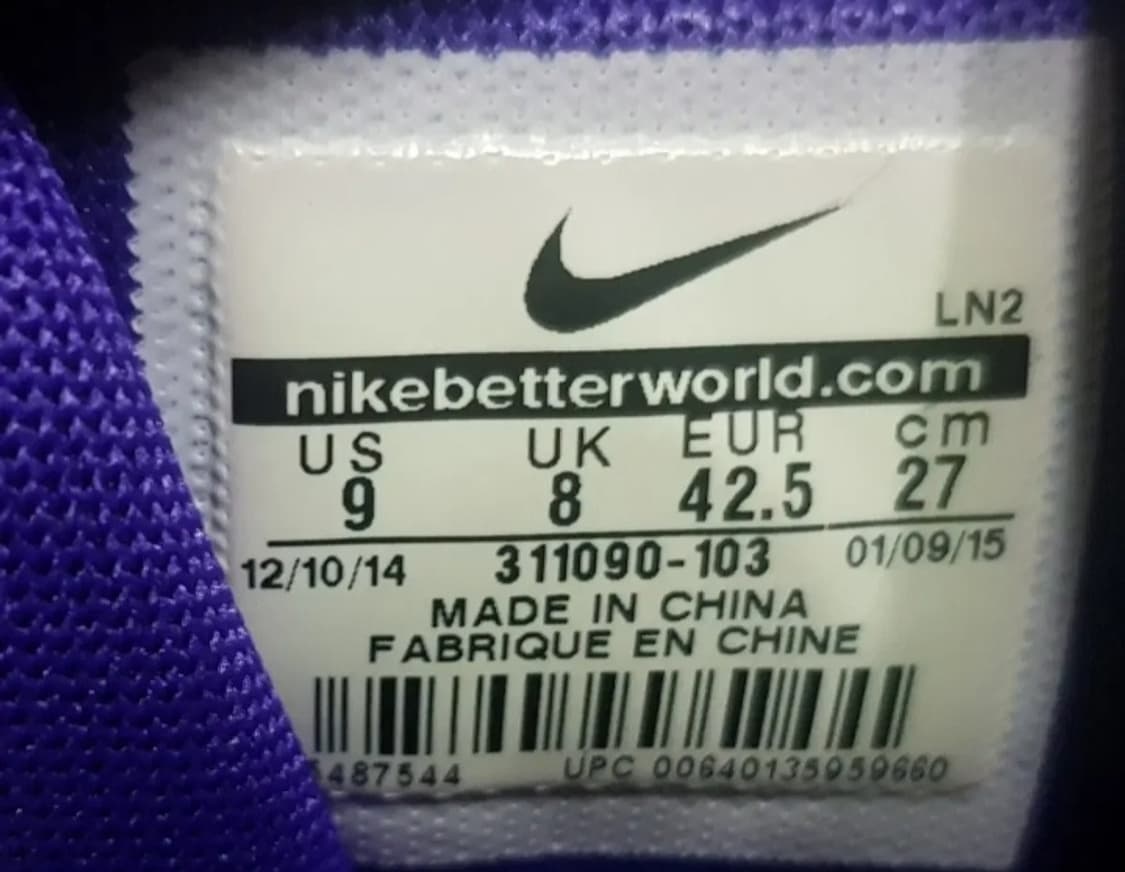 LN2
nikebetterworld.com
US UK EUR cm
9 8 42.5 27
12/10/14 311090-103 01/09/15
MADE IN CHINA
FABRIQUE EN CHINE
487544 UPC 00640135959660